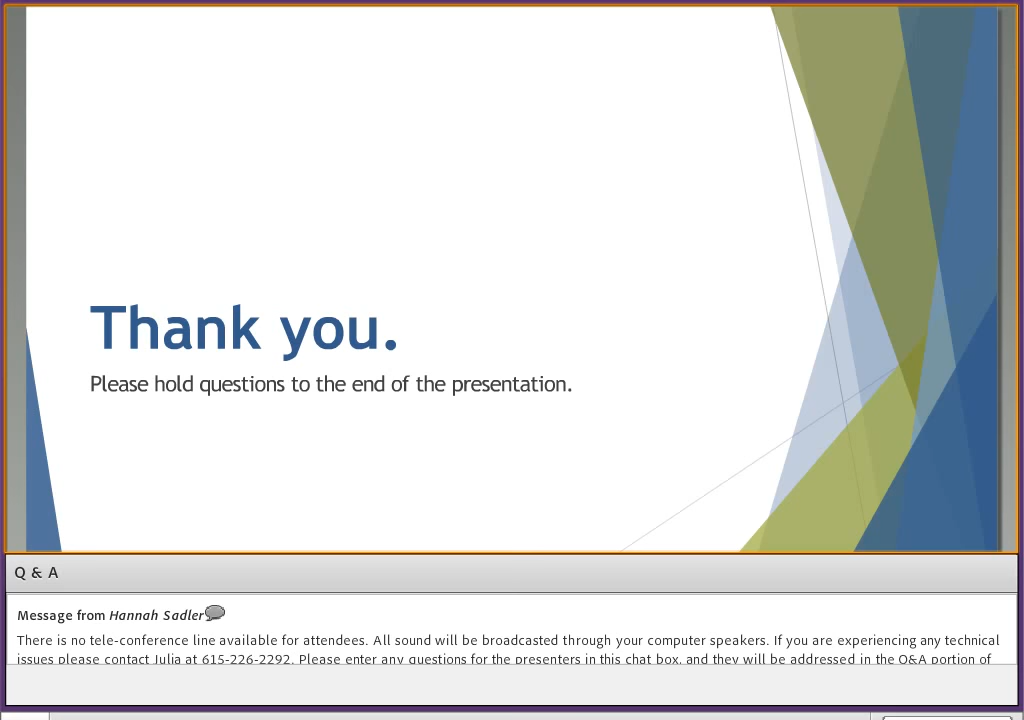 Thank you.
Please hold questions to the end of the presentation.
Q & A
Message from Hannah Sadler
There is no tele-conference line available for attendees. All sound will be broadcasted through your computer speakers. If you are experiencing any technical
issues please contact Julia at 615-226-2292. Please enter any questions for the presenters in this chat box, and they will be addressed in the Q&A portion of